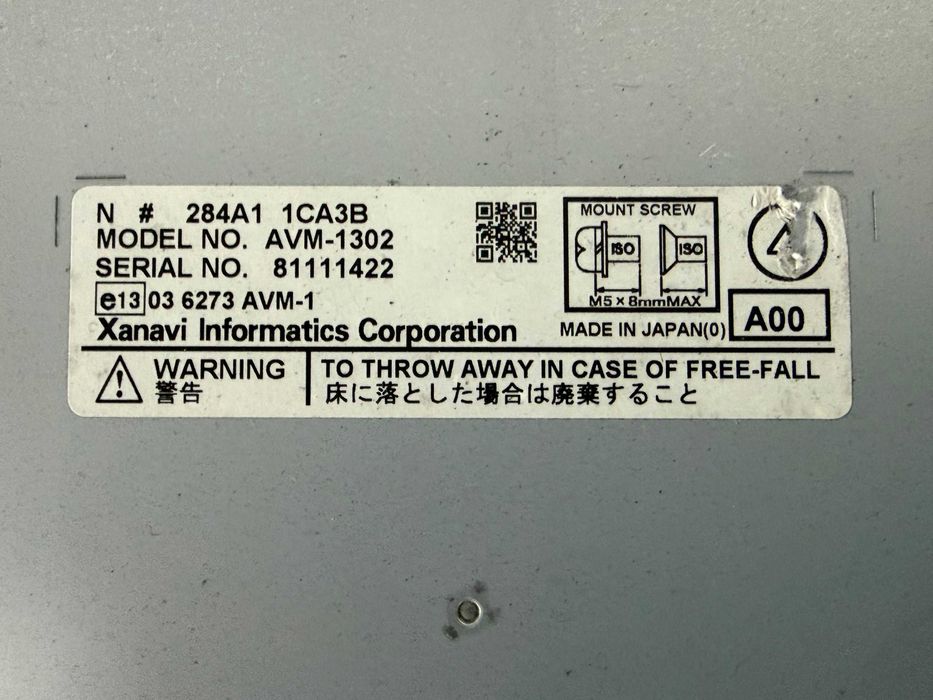 N # 284A1 1CA3B
MODEL NO. AVM-1302
SERIAL NO. 81111422
e13 03 6273 AVM-1
Xanavi Informatics Corporation
MOUNT SCREW
ISO ISO
M5×8mmMAX
MADE IN JAPAN(0)
A00
WARNING
警告
TO THROW AWAY IN CASE OF FREE-FALL
床に落とした場合は廃棄すること